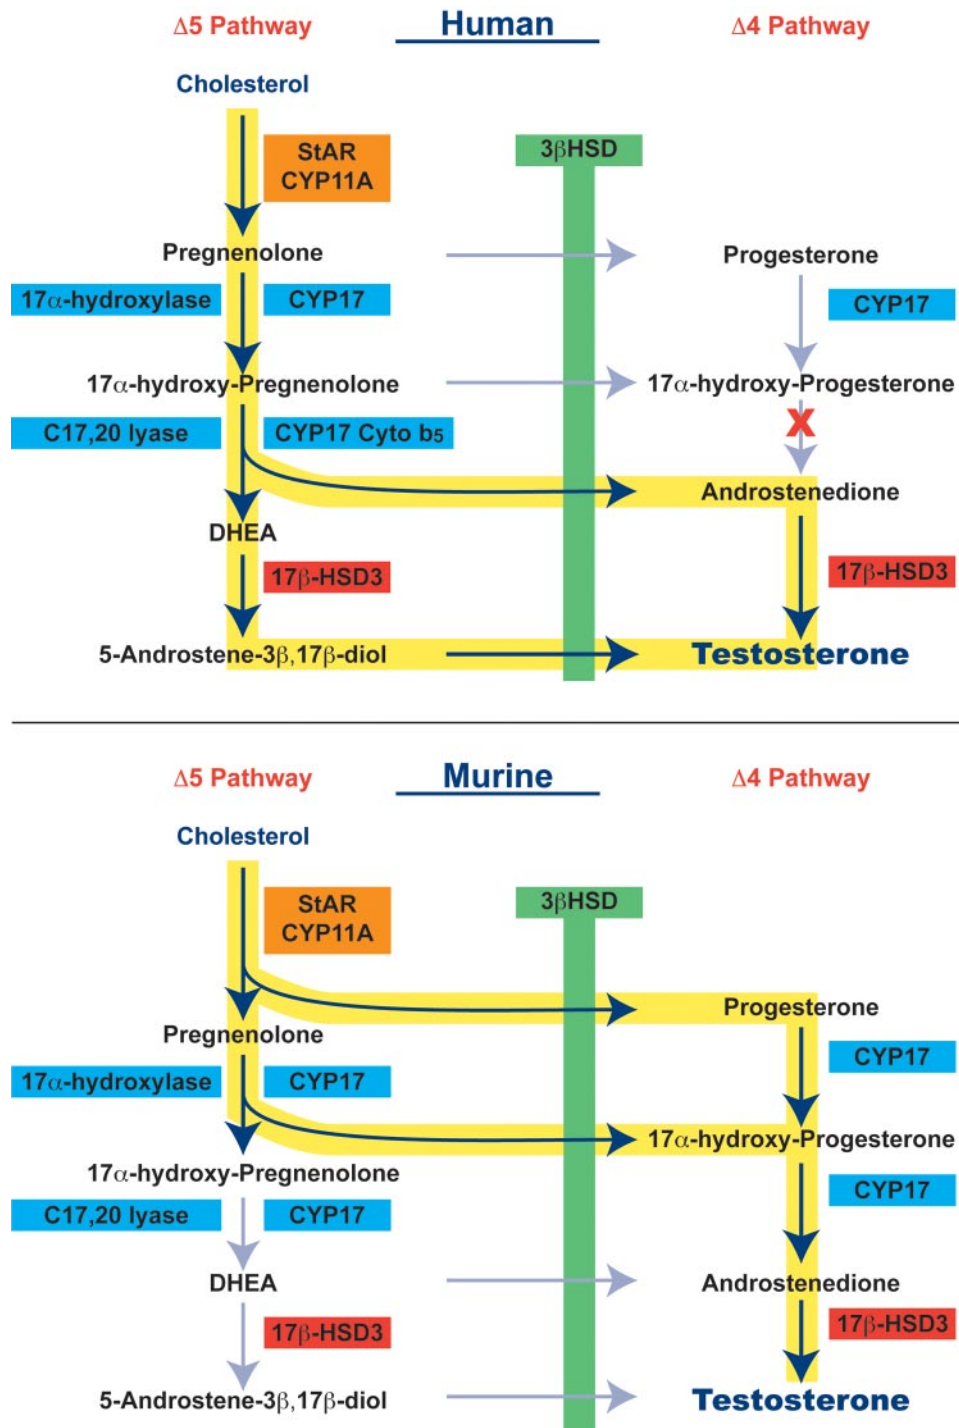 Δ5 Pathway
Human
Δ4 Pathway
Cholesterol
StAR
CYP11A
3βHSD
Pregnenolone
Progesterone
17α-hydroxylase
CYP17
CYP17
17α-hydroxy-Pregnenolone
17α-hydroxy-Progesterone
X
C17,20 lyase
CYP17 Cyto b5
Androstenedione
DHEA
17β-HSD3
17β-HSD3
5-Androstene-3β,17β-diol
Testosterone
Δ5 Pathway
Murine
Δ4 Pathway
Cholesterol
StAR
CYP11A
3βHSD
Progesterone
Pregnenolone
CYP17
17α-hydroxylase
CYP17
17α-hydroxy-Progesterone
17α-hydroxy-Pregnenolone
CYP17
C17,20 lyase
CYP17
DHEA
Androstenedione
17β-HSD3
17β-HSD3
5-Androstene-3β,17β-diol
Testosterone